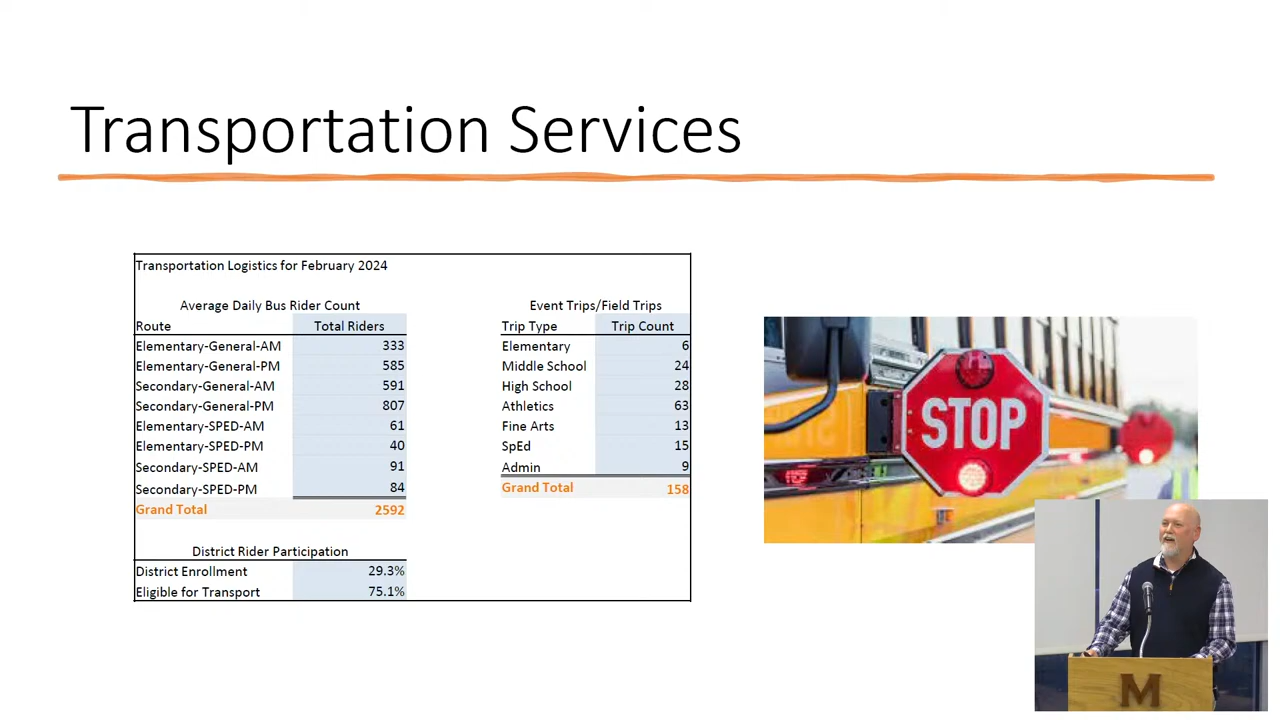 Transportation Services
Transportation Logistics for February 2024
Average Daily Bus Rider Count
Route Total Riders
Elementary-General-AM 333
Elementary-General-PM 585
Secondary-General-AM 591
Secondary-General-PM 807
Elementary-SPED-AM 61
Elementary-SPED-PM 40
Secondary-SPED-AM 91
Secondary-SPED-PM 84
Grand Total 2592
District Rider Participation
District Enrollment 29.3%
Eligible for Transport 75.1%
Event Trips/Field Trips
Trip Type Trip Count
Elementary 6
Middle School 24
High School 28
Athletics 63
Fine Arts 13
SpEd 15
Admin 9
Grand Total 158
STOP
M